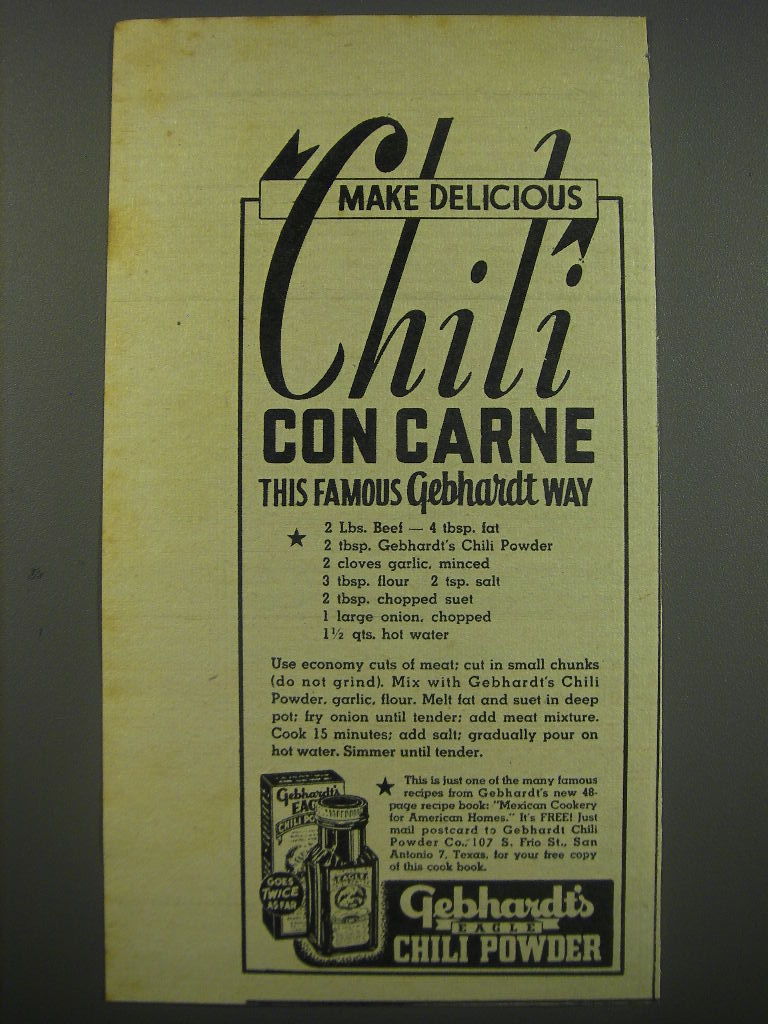 MAKE DELICIOUS
Chili
CON CARNE
THIS FAMOUS Gebhardt WAY
★ 2 Lbs. Beef — 4 tbsp. fat
2 tbsp. Gebhardt's Chili Powder
2 cloves garlic, minced
3 tbsp. flour 2 tsp. salt
2 tbsp. chopped suet
1 large onion, chopped
1½ qts. hot water
Use economy cuts of meat; cut in small chunks
(do not grind). Mix with Gebhardt's Chili
Powder, garlic, flour. Melt fat and suet in deep
pot; fry onion until tender; add meat mixture.
Cook 15 minutes; add salt; gradually pour on
hot water. Simmer until tender.
★ This is just one of the many famous
recipes from Gebhardt's new 48-
page recipe book: "Mexican Cookery
for American Homes." It's FREE! Just
mail postcard to Gebhardt Chili
Powder Co., 107 S. Frio St., San
Antonio 7, Texas, for your free copy
of this cook book.
Gebhardt's
EAGLE
CHILI POWDER
GOES
TWICE
AS FAR
EAGLE
Gebhardt's
EAGLE
CHILI POWDER